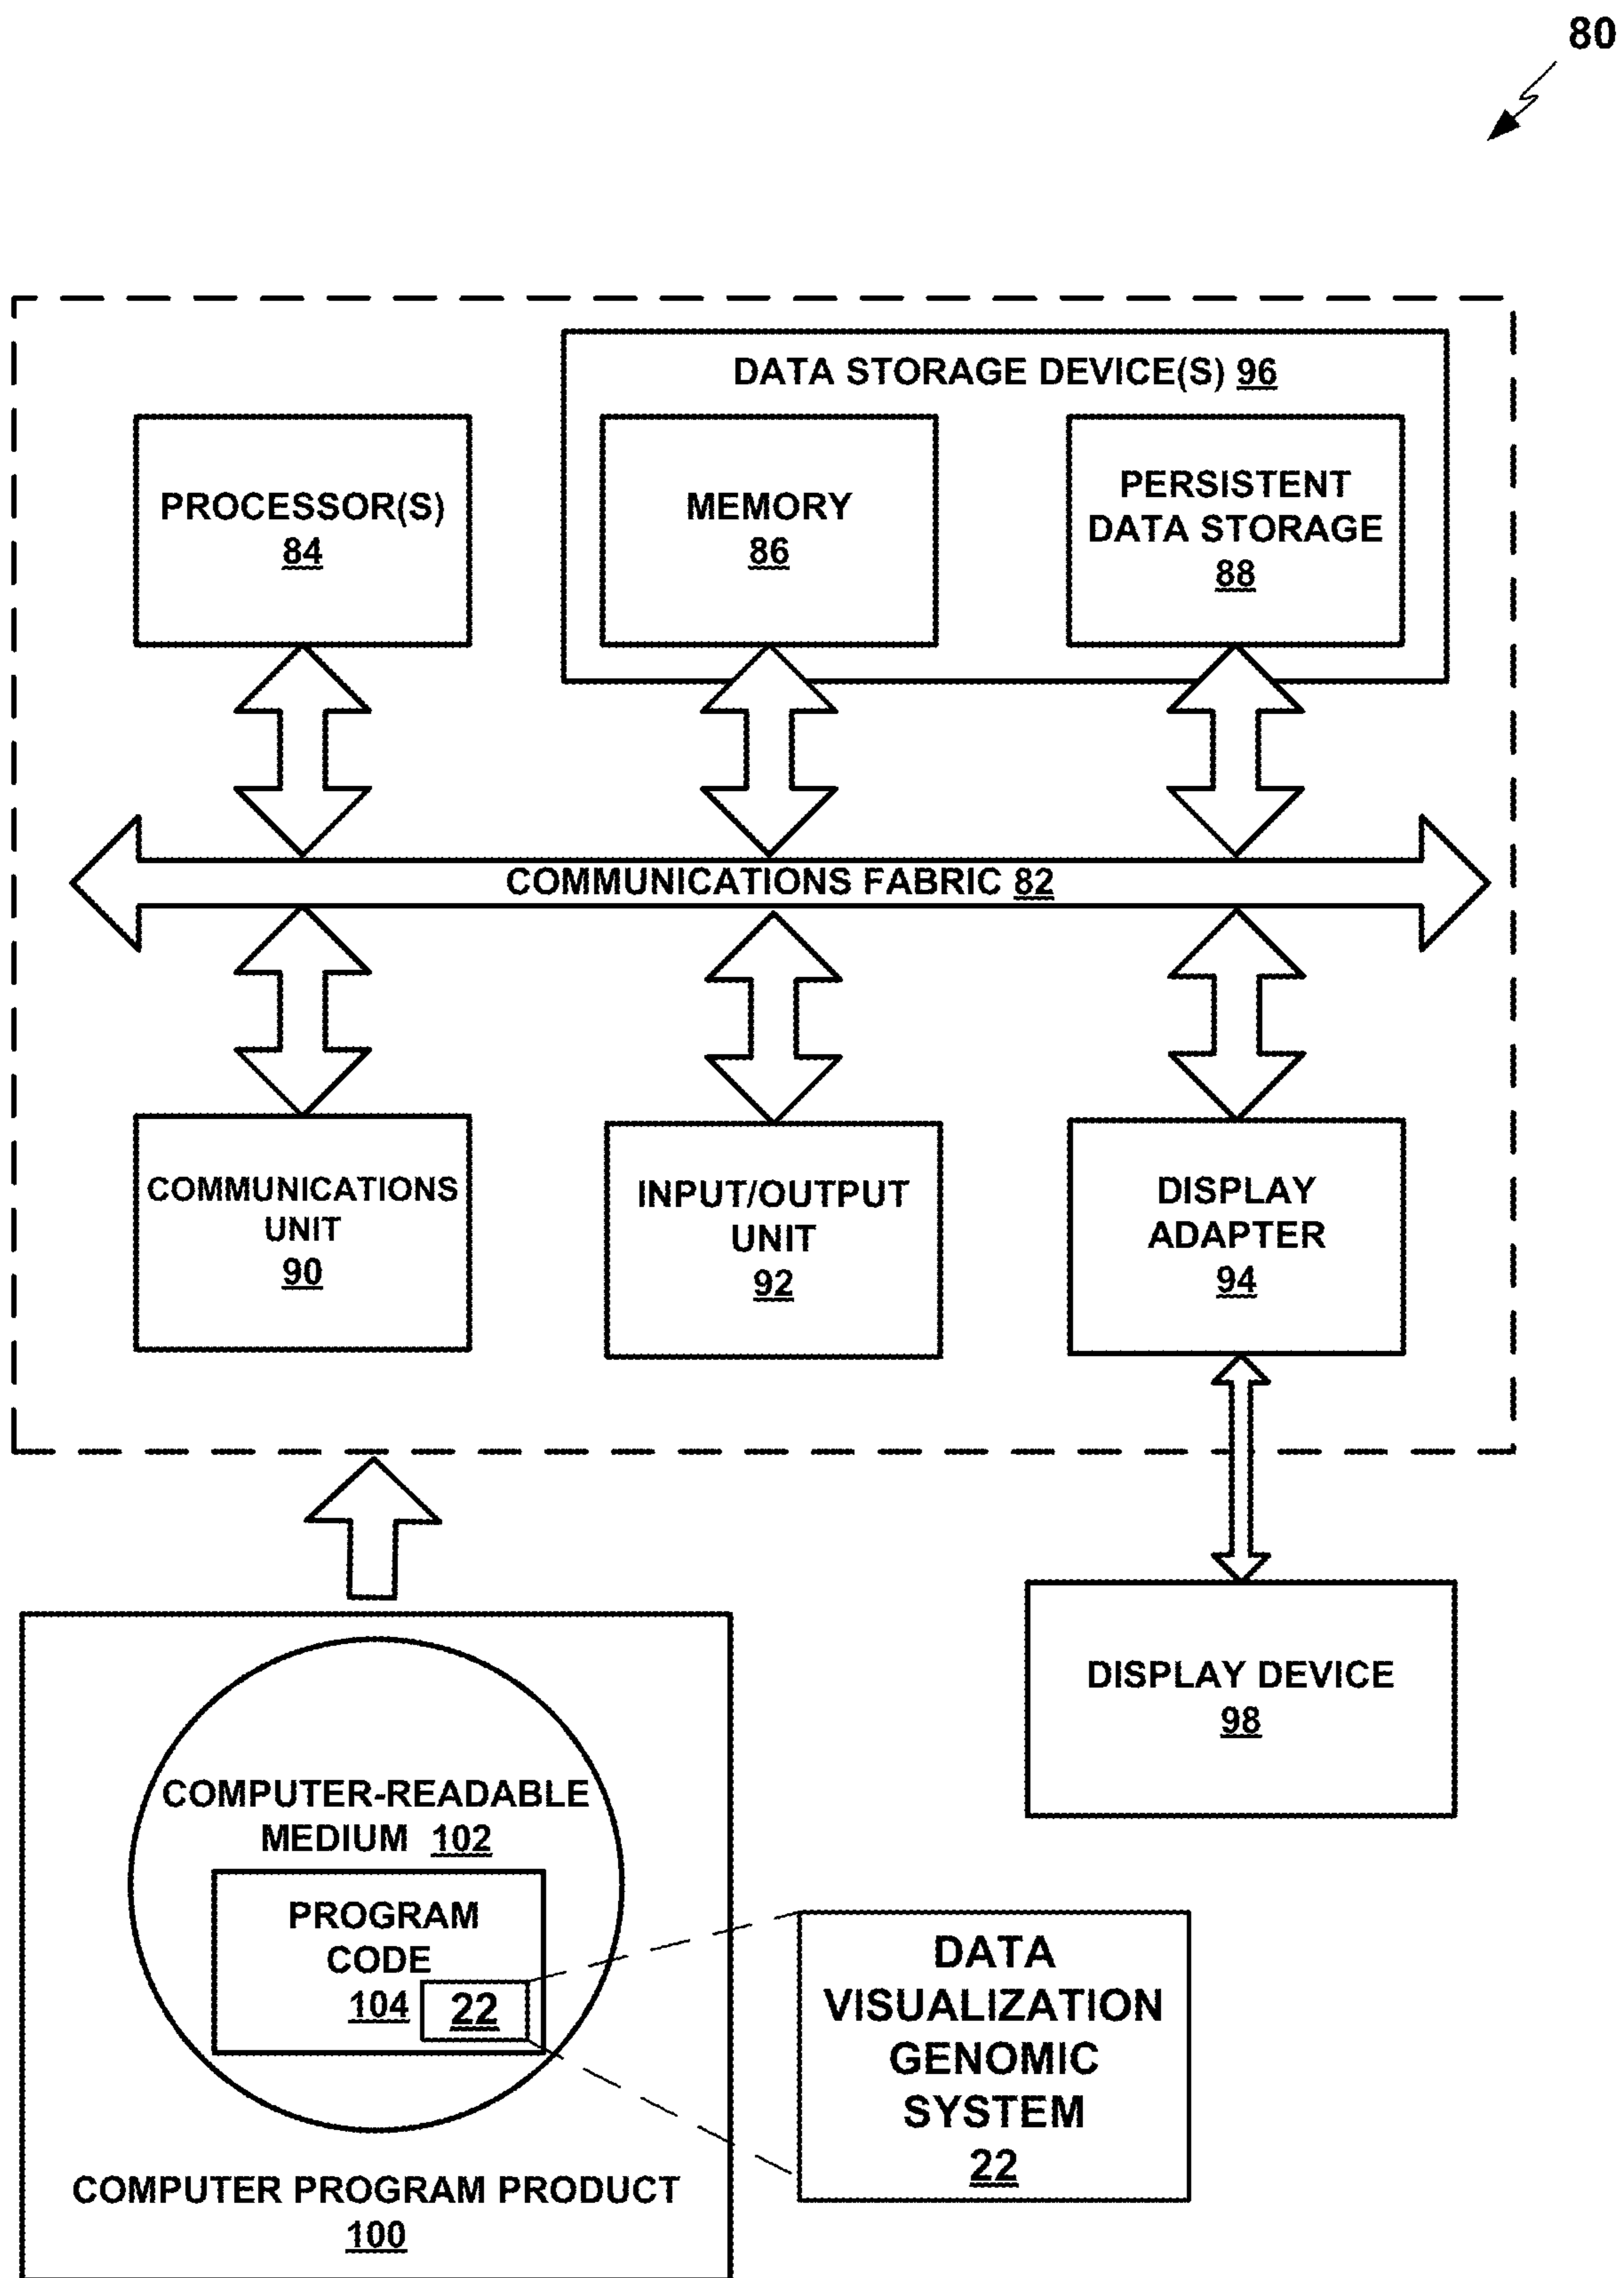 80
DATA STORAGE DEVICE(S) 96
PROCESSOR(S)
84
MEMORY
86
PERSISTENT
DATA STORAGE
88
COMMUNICATIONS FABRIC 82
COMMUNICATIONS
UNIT
90
INPUT/OUTPUT
UNIT
92
DISPLAY
ADAPTER
94
DISPLAY DEVICE
98
COMPUTER-READABLE
MEDIUM 102
PROGRAM
CODE
104
22
DATA
VISUALIZATION
GENOMIC
SYSTEM
22
COMPUTER PROGRAM PRODUCT
100